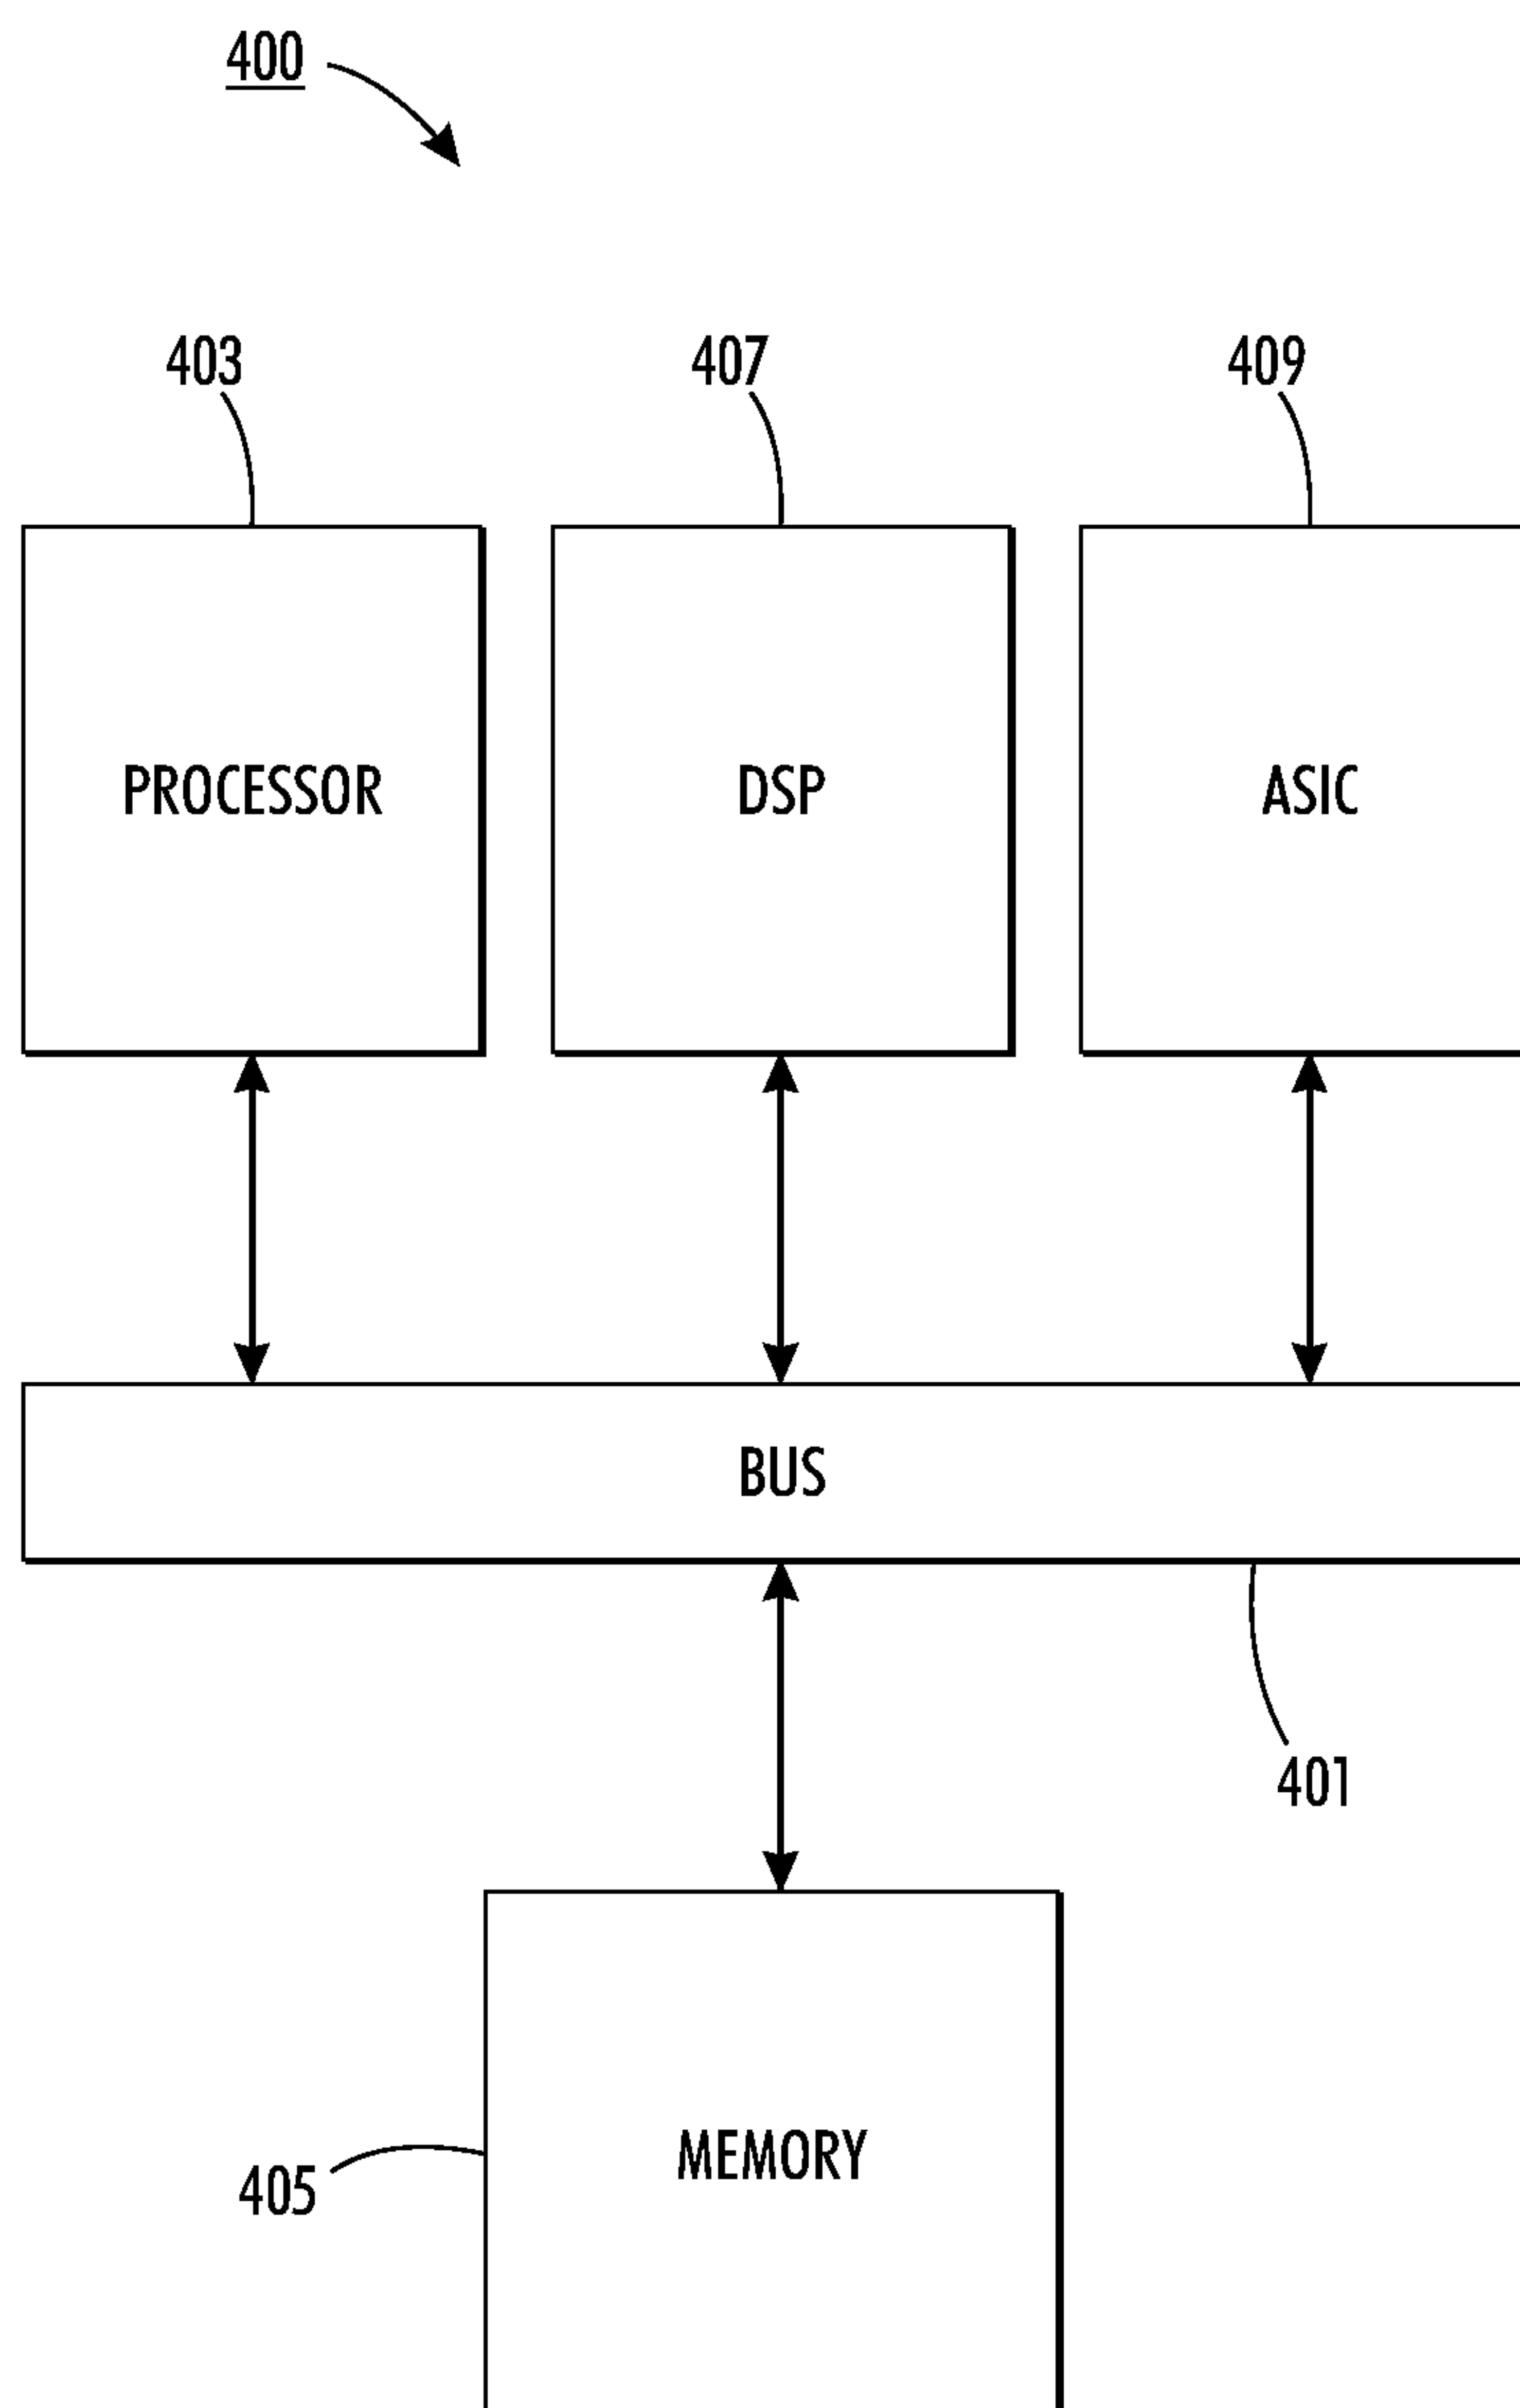 400
403
407
409
PROCESSOR
DSP
ASIC
BUS
401
MEMORY
405